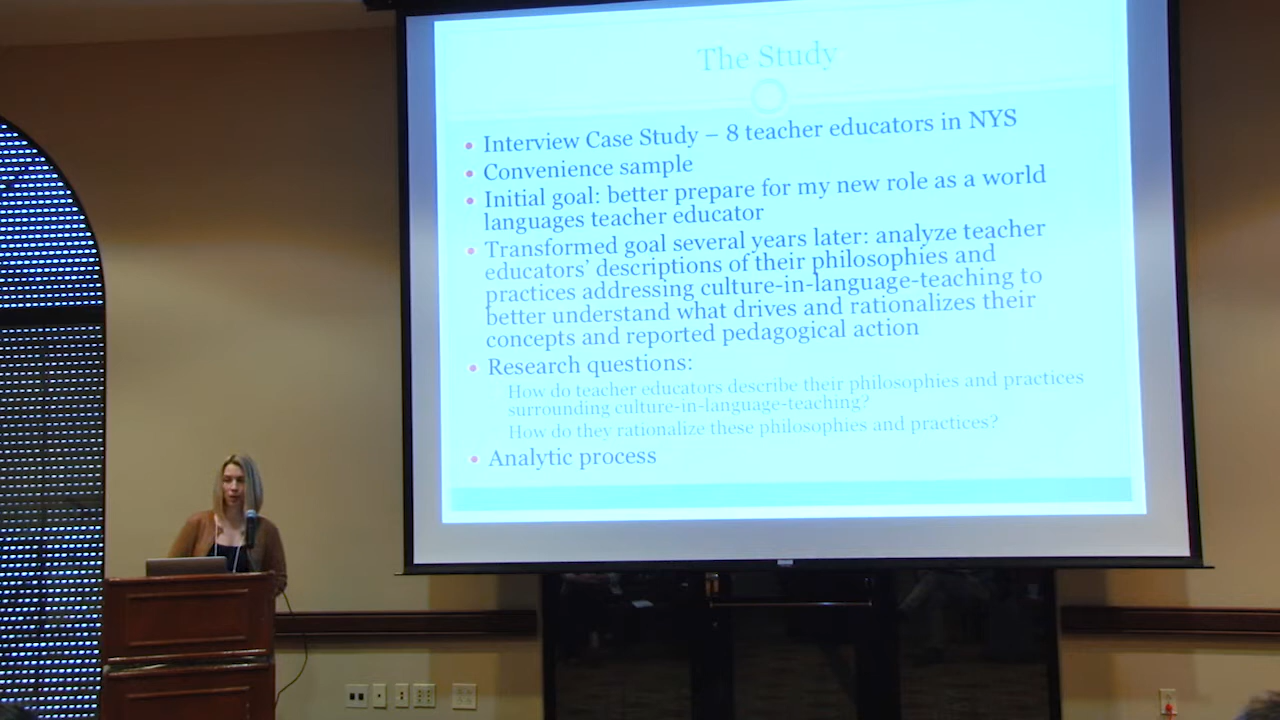 The Study
• Interview Case Study – 8 teacher educators in NYS
• Convenience sample
• Initial goal: better prepare for my new role as a world
languages teacher educator
• Transformed goal several years later: analyze teacher
educators' descriptions of their philosophies and
practices addressing culture-in-language-teaching to
better understand what drives and rationalizes their
concepts and reported pedagogical action
• Research questions:
How do teacher educators describe their philosophies and practices
surrounding culture-in-language-teaching?
How do they rationalize these philosophies and practices?
• Analytic process